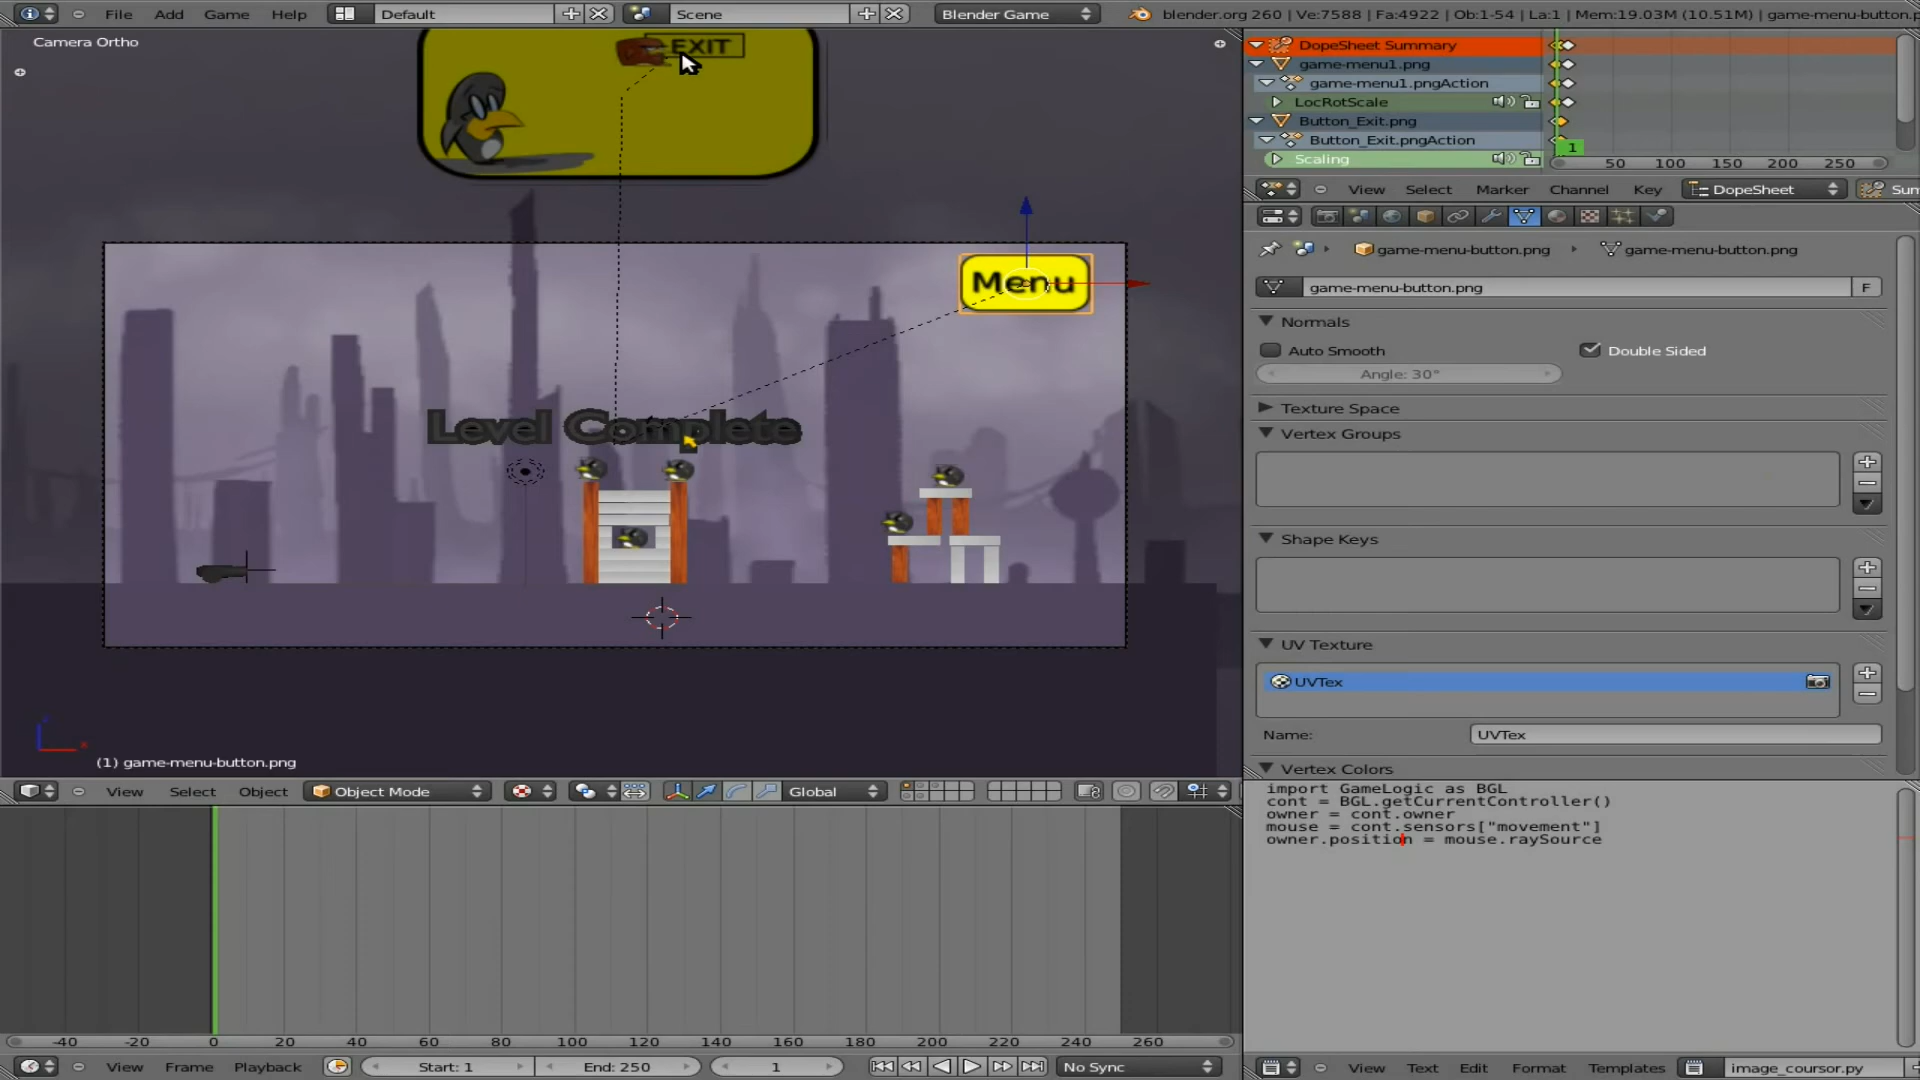 File Add Game Help Default Scene Blender Game blender.org 260 | Ve:7588 | Fa:4922 | Ob:1-54 | La:1 | Mem:19.03M (10.51M) | game-menu-button.p
Camera Ortho
EXIT
Menu
Level Complete
(1) game-menu-button.png
View Select Object Object Mode Global
-40 -20 0 20 40 60 80 100 120 140 160 180 200 220 240 260
View Frame Playback Start: 1 End: 250 1 No Sync
DopeSheet Summary
game-menu1.png
game-menu1.pngAction
LocRotScale
Button_Exit.png
Button_Exit.pngAction
Scaling
1
50 100 150 200 250
View Select Marker Channel Key DopeSheet Sum
game-menu-button.png game-menu-button.png
game-menu-button.png F
Normals
Auto Smooth Double Sided
Angle: 30°
Texture Space
Vertex Groups
Shape Keys
UV Texture
UVTex
Name: UVTex
Vertex Colors
import GameLogic as BGL
cont = BGL.getCurrentController()
owner = cont.owner
mouse = cont.sensors["movement"]
owner.position = mouse.raySource
View Text Edit Format Templates image_coursor.py